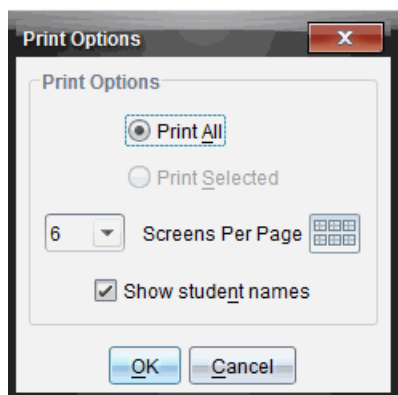 Print Options
Print Options
Print All
Print Selected
6 Screens Per Page
Show student names
OK Cancel